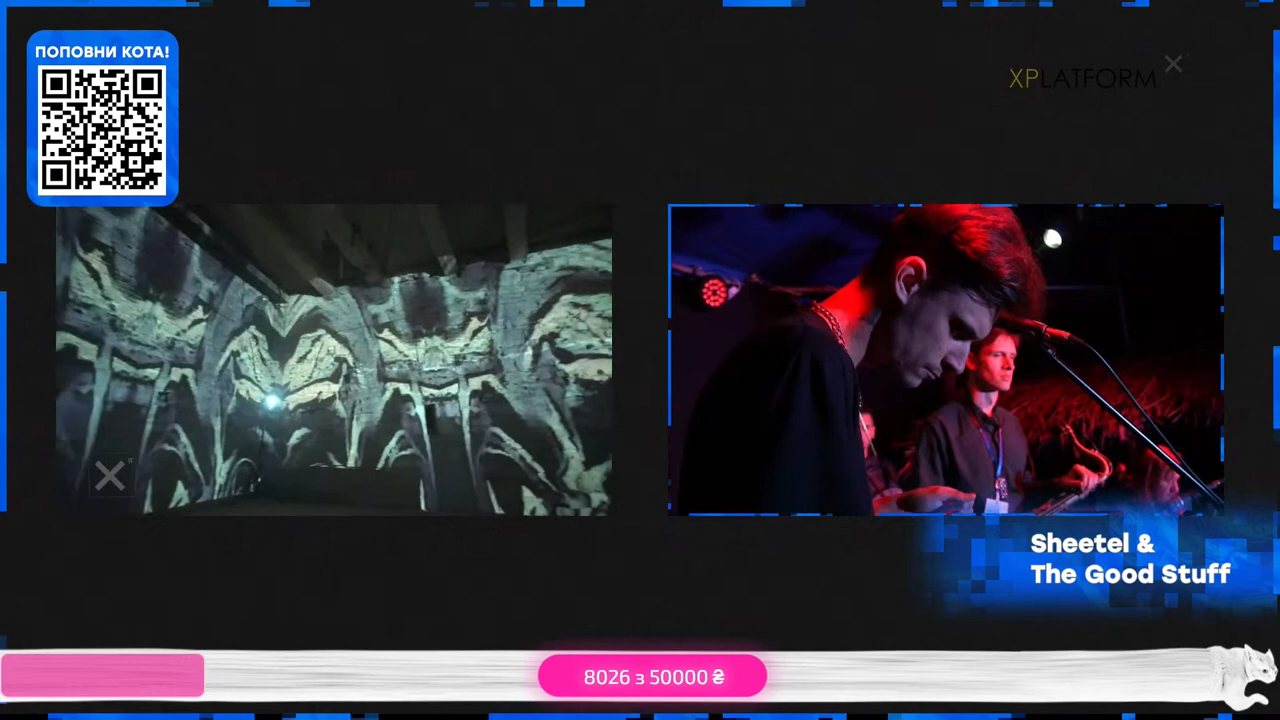 ПОПОВНИ КОТА!
XPLATFORM
Sheetel &
The Good Stuff
8026 з 50000 ₴